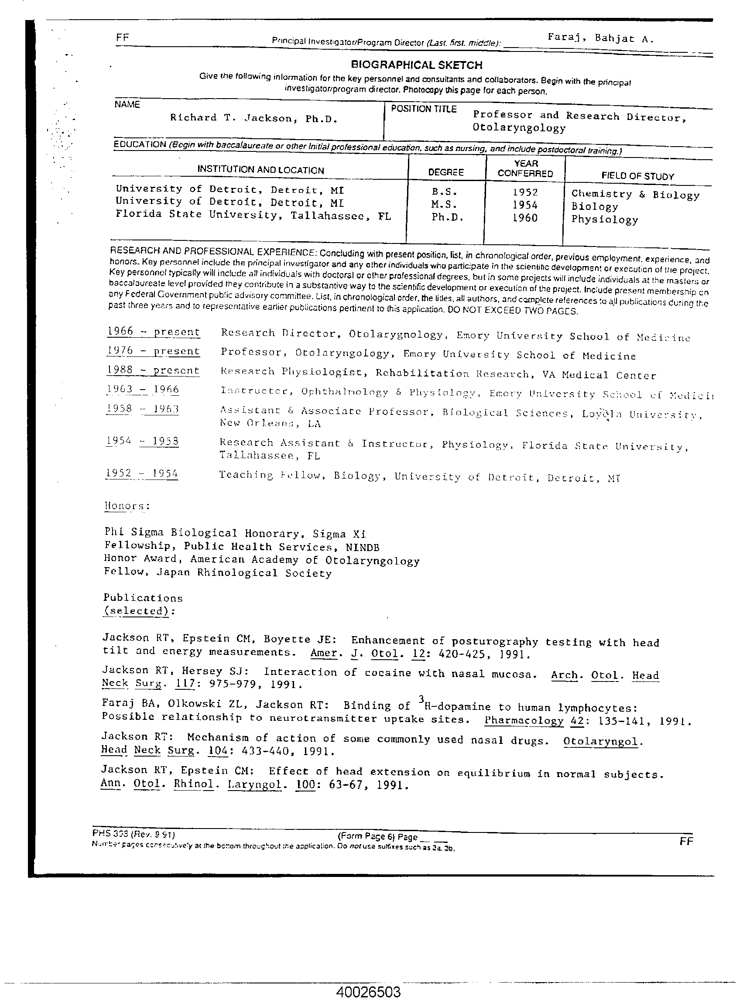 FF
Principal Investigator/Program Director (Last, first, middle): Faraj, Bahjat A.
BIOGRAPHICAL SKETCH
Give the following information for the key personnel and consultants and collaborators. Begin with the principal
investigator/program director. Photocopy this page for each person.
NAME
Richard T. Jackson, Ph.D.
POSITION TITLE
Professor and Research Director,
Otolaryngology
EDUCATION (Begin with baccalaureate or other initial professional education, such as nursing, and include postdoctoral training.)
INSTITUTION AND LOCATION DEGREE YEAR CONFERRED FIELD OF STUDY
University of Detroit, Detroit, MI B.S. 1952 Chemistry & Biology
University of Detroit, Detroit, MI M.S. 1954 Biology
Florida State University, Tallahassee, FL Ph.D. 1960 Physiology
RESEARCH AND PROFESSIONAL EXPERIENCE: Concluding with present position, list, in chronological order, previous employment, experience, and
honors. Key personnel include the principal investigator and any other individuals who participate in the scientific development or execution of the project.
Key personnel typically will include all individuals with doctoral or other professional degrees, but in some projects will include individuals at the masters or
baccalaureate level provided they contribute in a substantive way to the scientific development or execution of the project. Include present membership on
any Federal Government public advisory committee. List, in chronological order, the titles, all authors, and complete references to all publications during the
past three years and to representative earlier publications pertinent to this application. DO NOT EXCEED TWO PAGES.
1966 - present Research Director, Otolarygnology, Emory University School of Medicine
1976 - present Professor, Otolaryngology, Emory University School of Medicine
1988 - present Research Physiologist, Rehabilitation Research, VA Medical Center
1963 - 1966 Instructor, Ophthalmology & Physiology, Emory University School of Medicin
1958 - 1963 Assistant & Associate Professor, Biological Sciences, Loyola University,
New Orleans, LA
1954 - 1958 Research Assistant & Instructor, Physiology, Florida State University,
Tallahassee, FL
1952 - 1954 Teaching Fellow, Biology, University of Detroit, Detroit, MI
Honors:
Phi Sigma Biological Honorary, Sigma Xi
Fellowship, Public Health Services, NINDB
Honor Award, American Academy of Otolaryngology
Fellow, Japan Rhinological Society
Publications
(selected):
Jackson RT, Epstein CM, Boyette JE: Enhancement of posturography testing with head
tilt and energy measurements. Amer. J. Otol. 12: 420-425, 1991.
Jackson RT, Hersey SJ: Interaction of cocaine with nasal mucosa. Arch. Otol. Head
Neck Surg. 117: 975-979, 1991.
Faraj BA, Olkowski ZL, Jackson RT: Binding of 3H-dopamine to human lymphocytes:
Possible relationship to neurotransmitter uptake sites. Pharmacology 42: 135-141, 1991.
Jackson RT: Mechanism of action of some commonly used nasal drugs. Otolaryngol.
Head Neck Surg. 104: 433-440, 1991.
Jackson RT, Epstein CM: Effect of head extension on equilibrium in normal subjects.
Ann. Otol. Rhinol. Laryngol. 100: 63-67, 1991.
PHS 398 (Rev. 9/91) (Form Page 6) Page __ __ FF
Number pages consecutively at the bottom throughout the application. Do not use suffixes such as 3a, 3b.
40026503